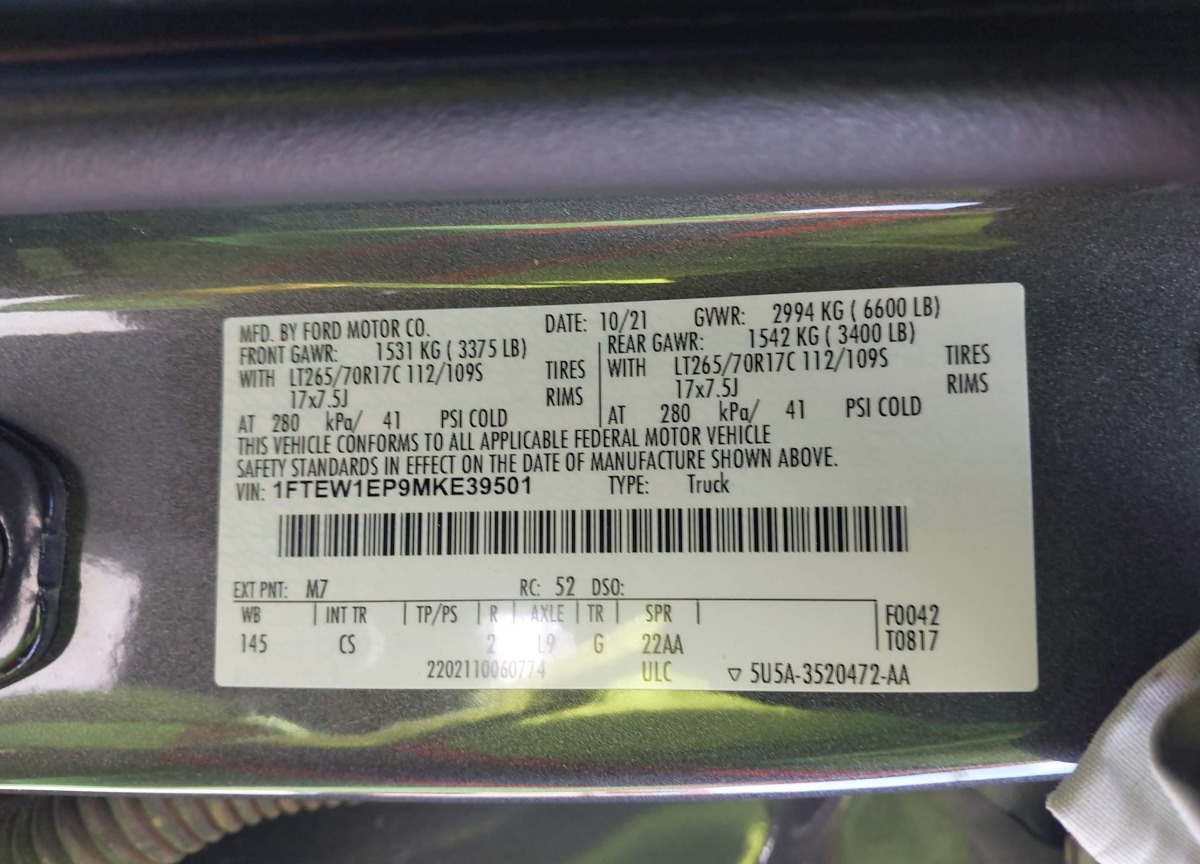 MFD. BY FORD MOTOR CO. DATE: 10/21 GVWR: 2994 KG ( 6600 LB)
FRONT GAWR: 1531 KG ( 3375 LB) REAR GAWR: 1542 KG ( 3400 LB)
WITH LT265/70R17C 112/109S TIRES WITH LT265/70R17C 112/109S TIRES
17x7.5J RIMS 17x7.5J RIMS
AT 280 kPa/ 41 PSI COLD AT 280 kPa/ 41 PSI COLD
THIS VEHICLE CONFORMS TO ALL APPLICABLE FEDERAL MOTOR VEHICLE
SAFETY STANDARDS IN EFFECT ON THE DATE OF MANUFACTURE SHOWN ABOVE.
VIN: 1FTEW1EP9MKE39501 TYPE: Truck
EXT PNT: M7 RC: 52 DSO:
WB INT TR TP/PS R AXLE TR SPR F0042
145 CS 2 L9 G 22AA T0817
2202110060774 ULC ▽ 5U5A-3520472-AA